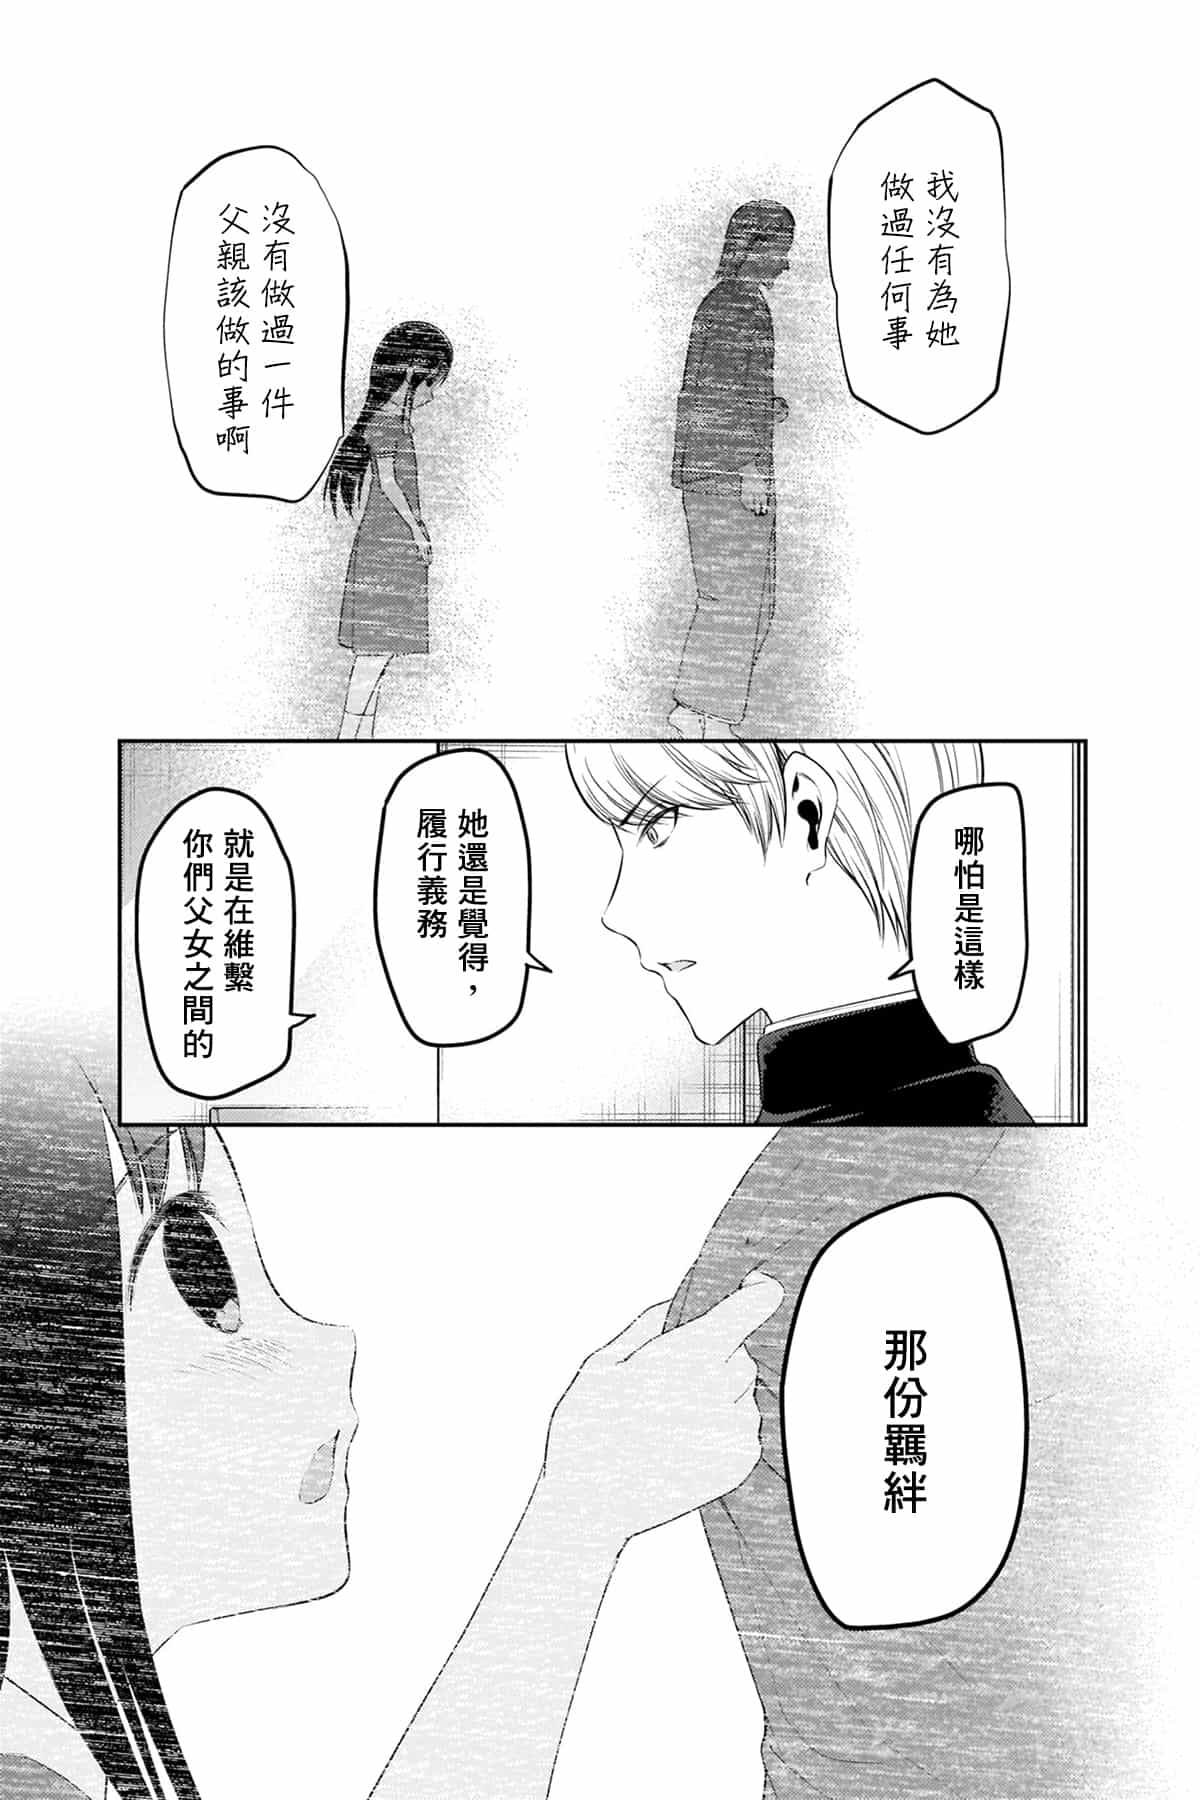 我沒有為她
做過任何事
沒有做過一件
父親該做的事啊
哪怕是這樣
她還是覺得，
履行義務
就是在維繫
你們父女之間的
那份羈絆